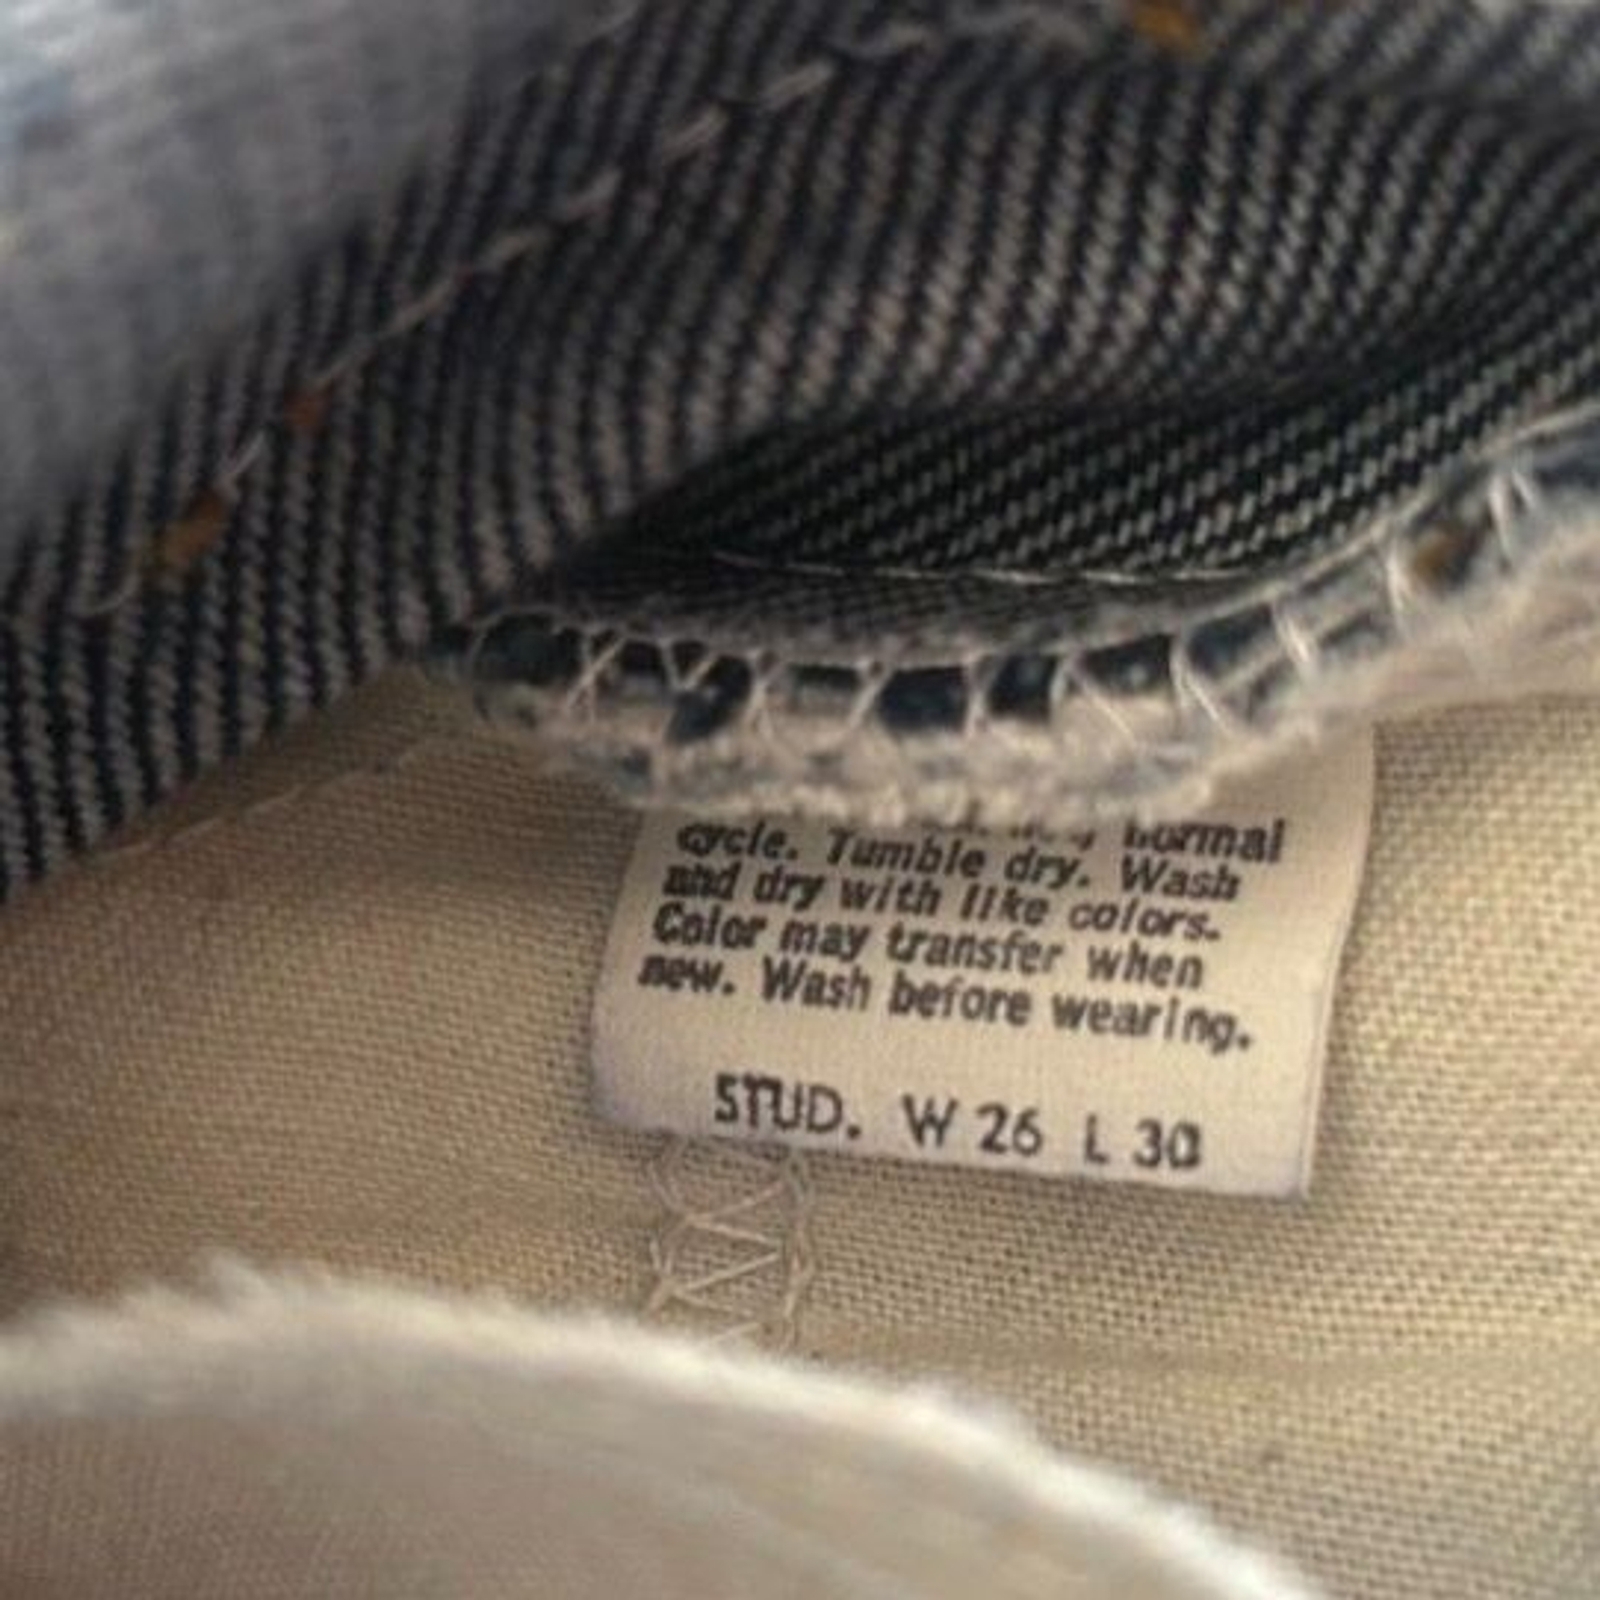 normal
cycle. Tumble dry. Wash
and dry with like colors.
Color may transfer when
new. Wash before wearing.
STUD. W 26 L 30